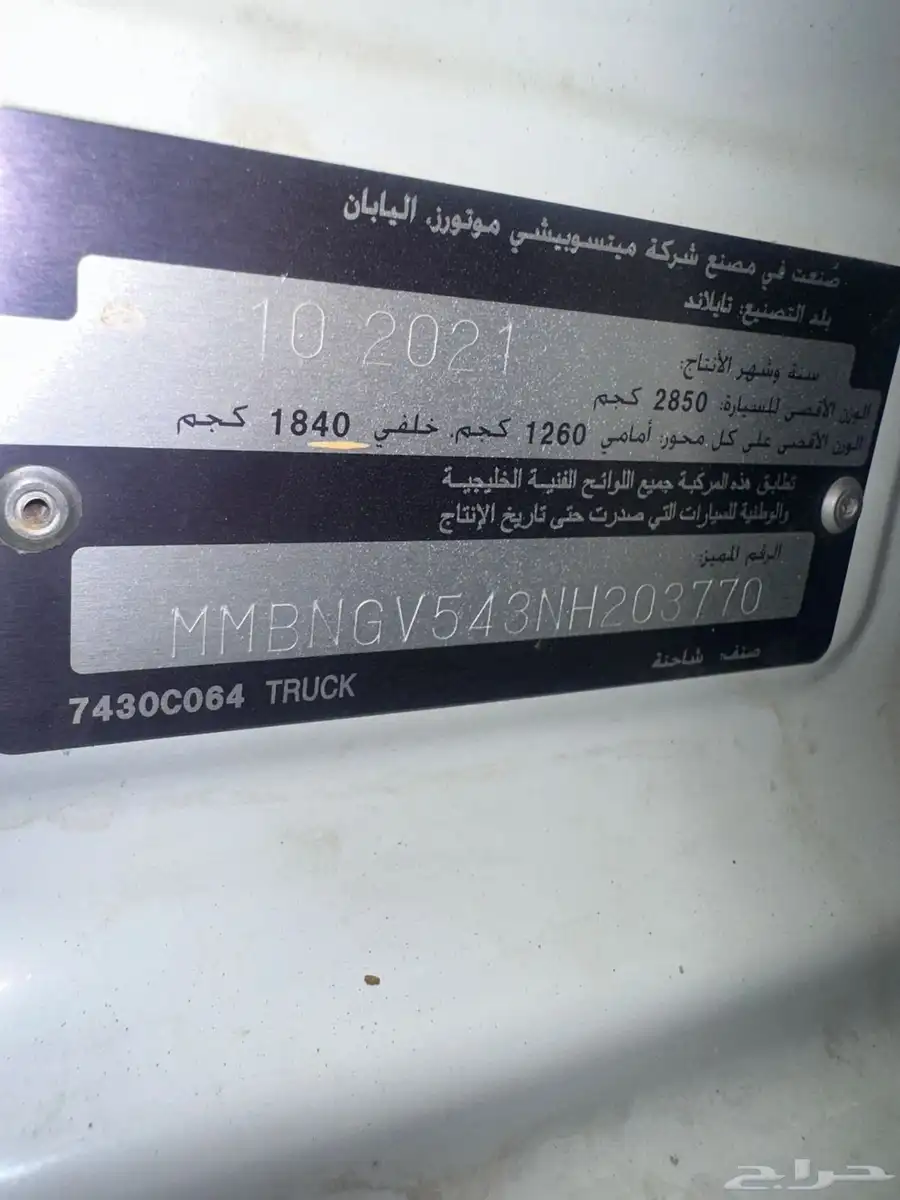 صُنعت في مصنع شركة ميتسوبيشي موتورز، اليابان
بلد التصنيع: تايلاند
10 2021
سنة وشهر الأنتاج:
الوزن الأقصى للسيارة: 2850 كجم
الوزن الأقصى على كل محور: أمامي 1260 كجم. خلفي 1840 كجم
تطابق هذه المركبة جميع اللوائح الفنية الخليجية
والوطنية للسيارات التي صدرت حتى تاريخ الإنتاج
الرقم المميز:
MMBNGV543NH203770
صنف: شاحنة
7430C064 TRUCK
حراج